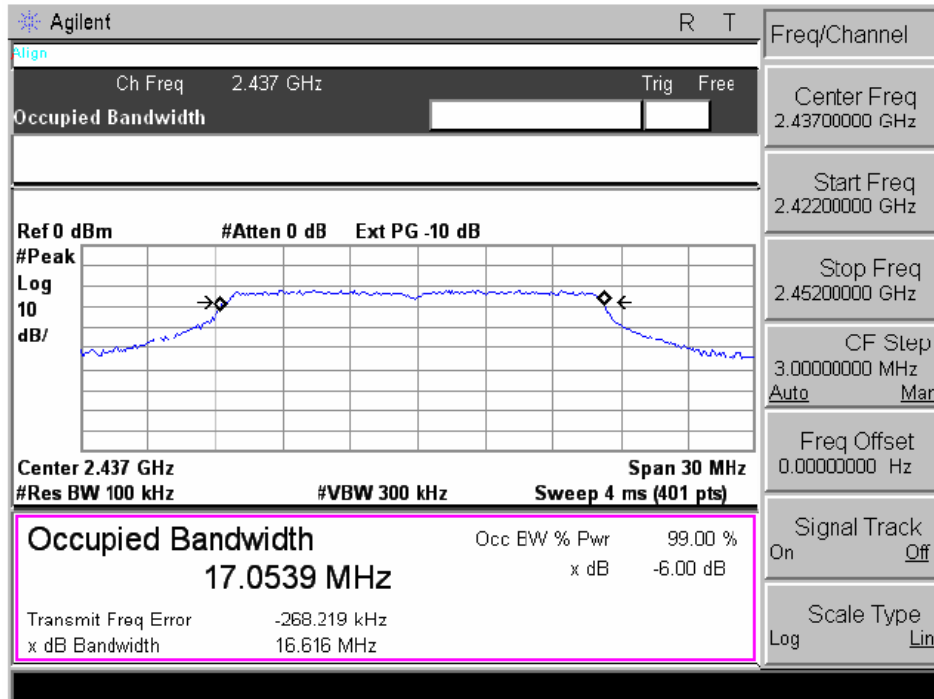 Agilent R T
Align
Ch Freq 2.437 GHz Trig Free
Occupied Bandwidth
Ref 0 dBm #Atten 0 dB Ext PG -10 dB
#Peak
Log
10
dB/
Center 2.437 GHz Span 30 MHz
#Res BW 100 kHz #VBW 300 kHz Sweep 4 ms (401 pts)
Occupied Bandwidth Occ BW % Pwr 99.00 %
17.0539 MHz x dB -6.00 dB
Transmit Freq Error -268.219 kHz
x dB Bandwidth 16.616 MHz
Freq/Channel
Center Freq
2.43700000 GHz
Start Freq
2.42200000 GHz
Stop Freq
2.45200000 GHz
CF Step
3.00000000 MHz
Auto Man
Freq Offset
0.00000000 Hz
Signal Track
On Off
Scale Type
Log Lin